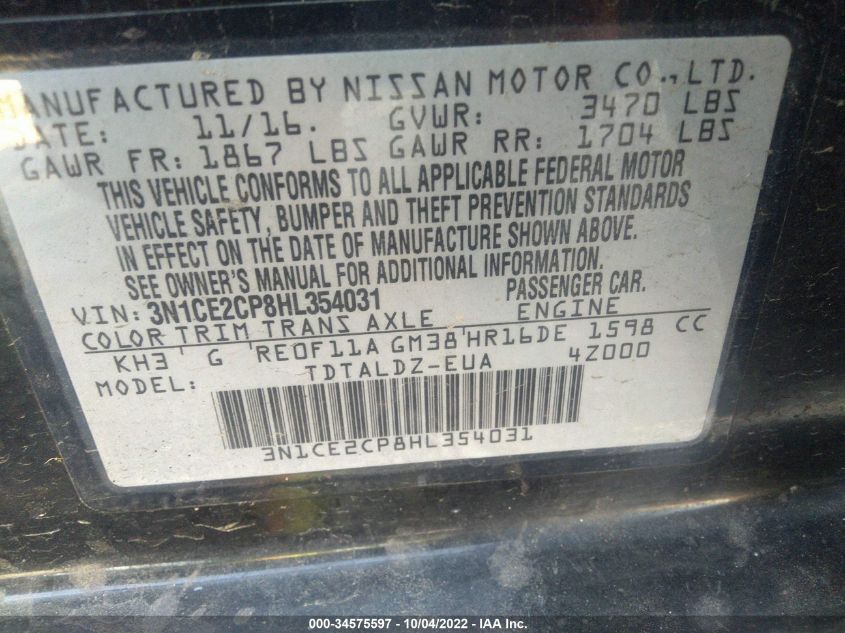 MANUFACTURED BY NISSAN MOTOR CO., LTD.
DATE: 11/16. GVWR: 3470 LBS
GAWR FR: 1867 LBS GAWR RR: 1704 LBS
THIS VEHICLE CONFORMS TO ALL APPLICABLE FEDERAL MOTOR
VEHICLE SAFETY, BUMPER AND THEFT PREVENTION STANDARDS
IN EFFECT ON THE DATE OF MANUFACTURE SHOWN ABOVE.
SEE OWNER'S MANUAL FOR ADDITIONAL INFORMATION
VIN: 3N1CE2CP8HL354031 PASSENGER CAR.
COLOR TRIM TRANS AXLE ENGINE
KH3 G RE0F11A GM38 HR16DE 1598 CC
MODEL: TDTALDZ-EUA 4Z000
3N1CE2CP8HL354031
000-34575597 - 10/04/2022 - IAA Inc.